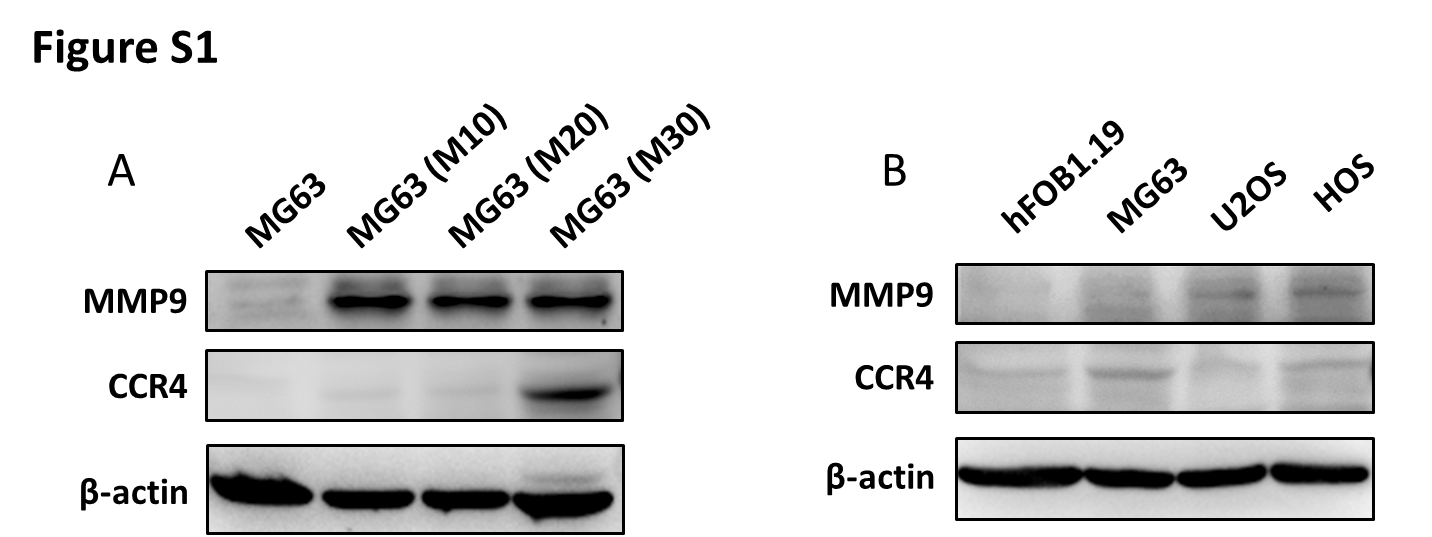 Figure S1
A
MG63
MG63 (M10)
MG63 (M20)
MG63 (M30)
MMP9
CCR4
β-actin
B
hFOB1.19
MG63
U2OS
HOS
MMP9
CCR4
β-actin